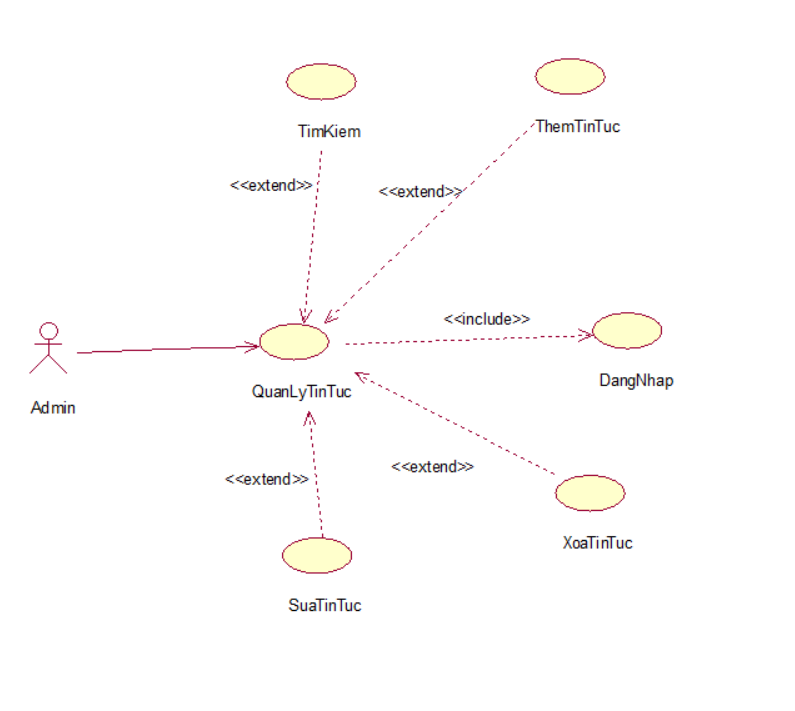 TimKiem
ThemTinTuc
<<extend>>
<<extend>>
<<include>>
DangNhap
QuanLyTinTuc
Admin
<<extend>>
<<extend>>
XoaTinTuc
SuaTinTuc